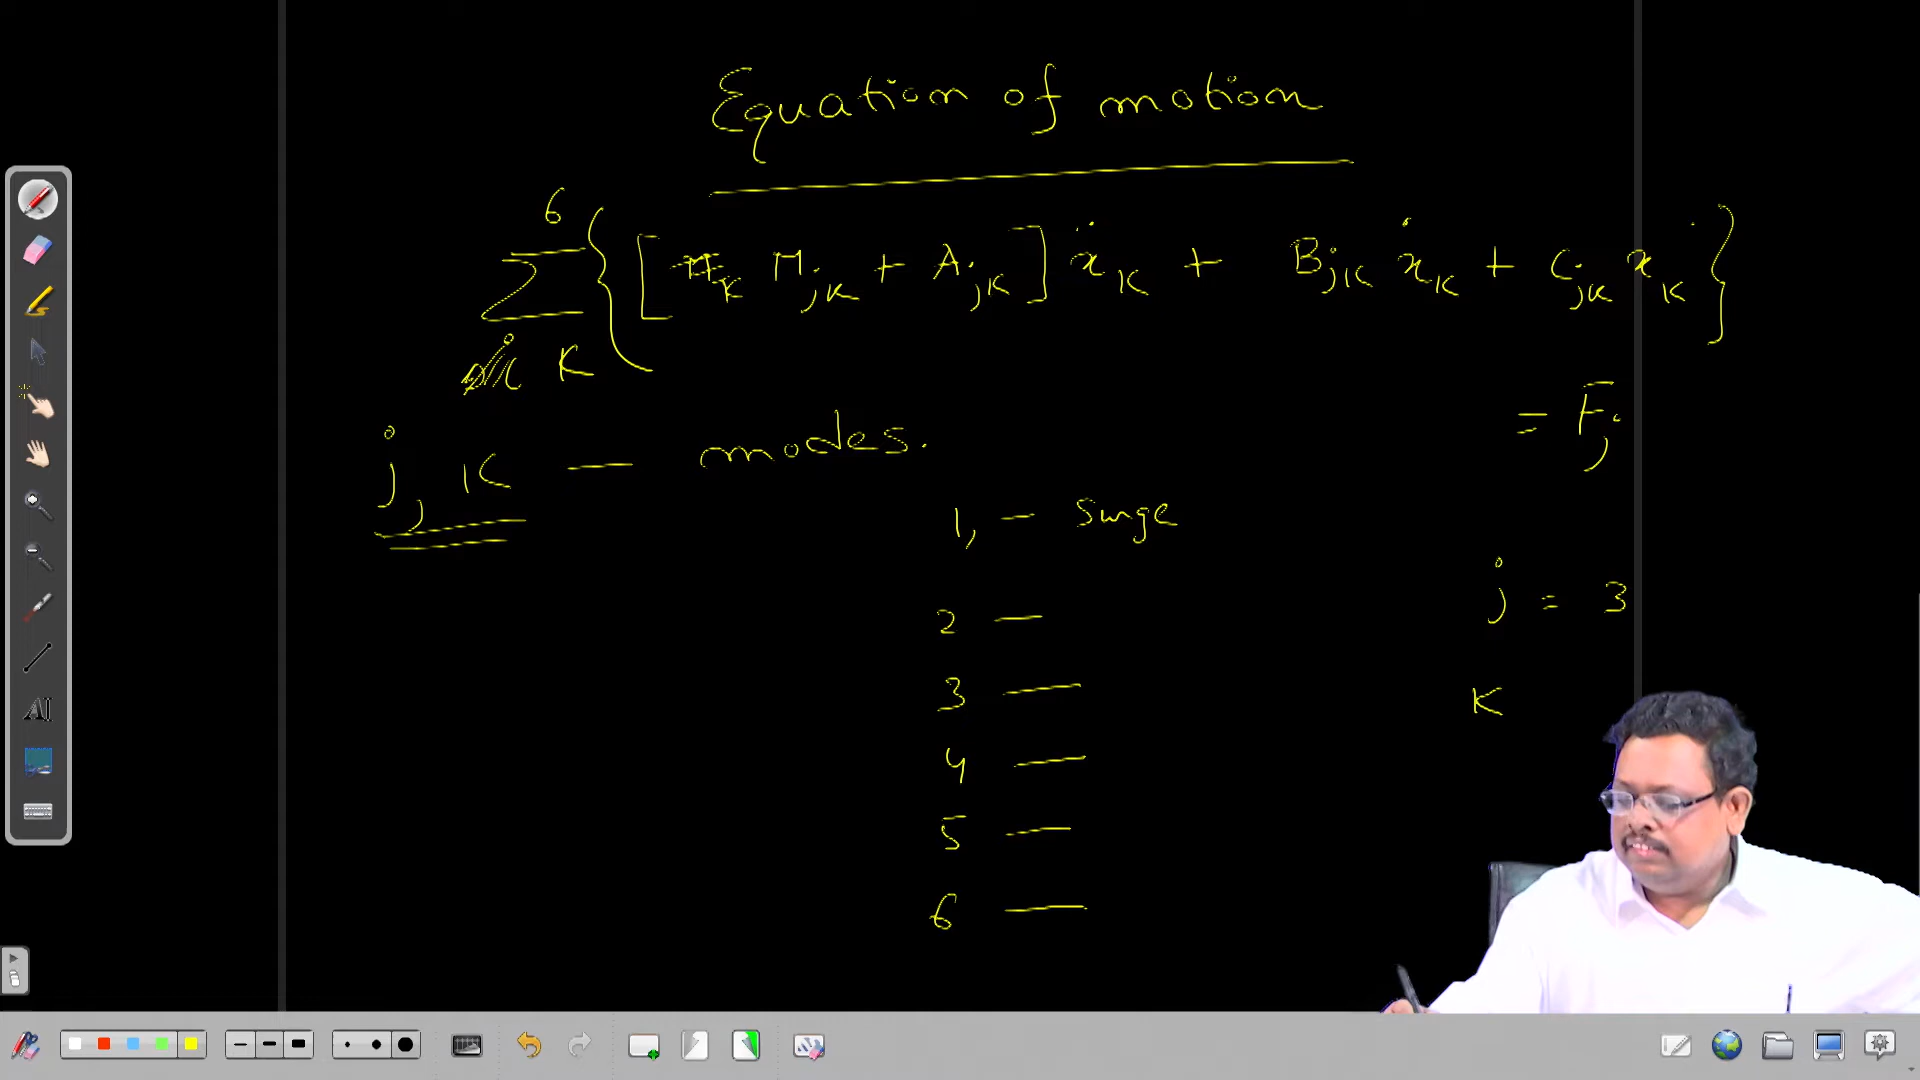 Equation of motion
6
∑ { [ M_jK + A_jK ] ẍ_K + B_jK ẋ_K + C_jK x_K }
K
= F_j
j, K — modes.
1, — Surge
2 —
j = 3
3 —
K
4 —
5 —
6 —